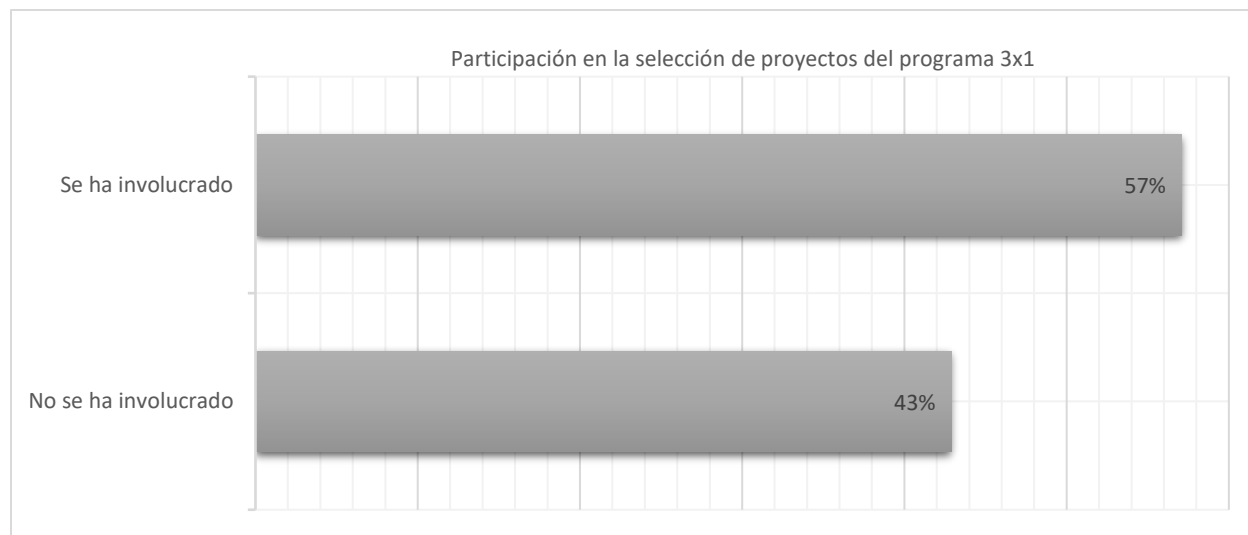 Participación en la selección de proyectos del programa 3x1
Se ha involucrado
57%
No se ha involucrado
43%